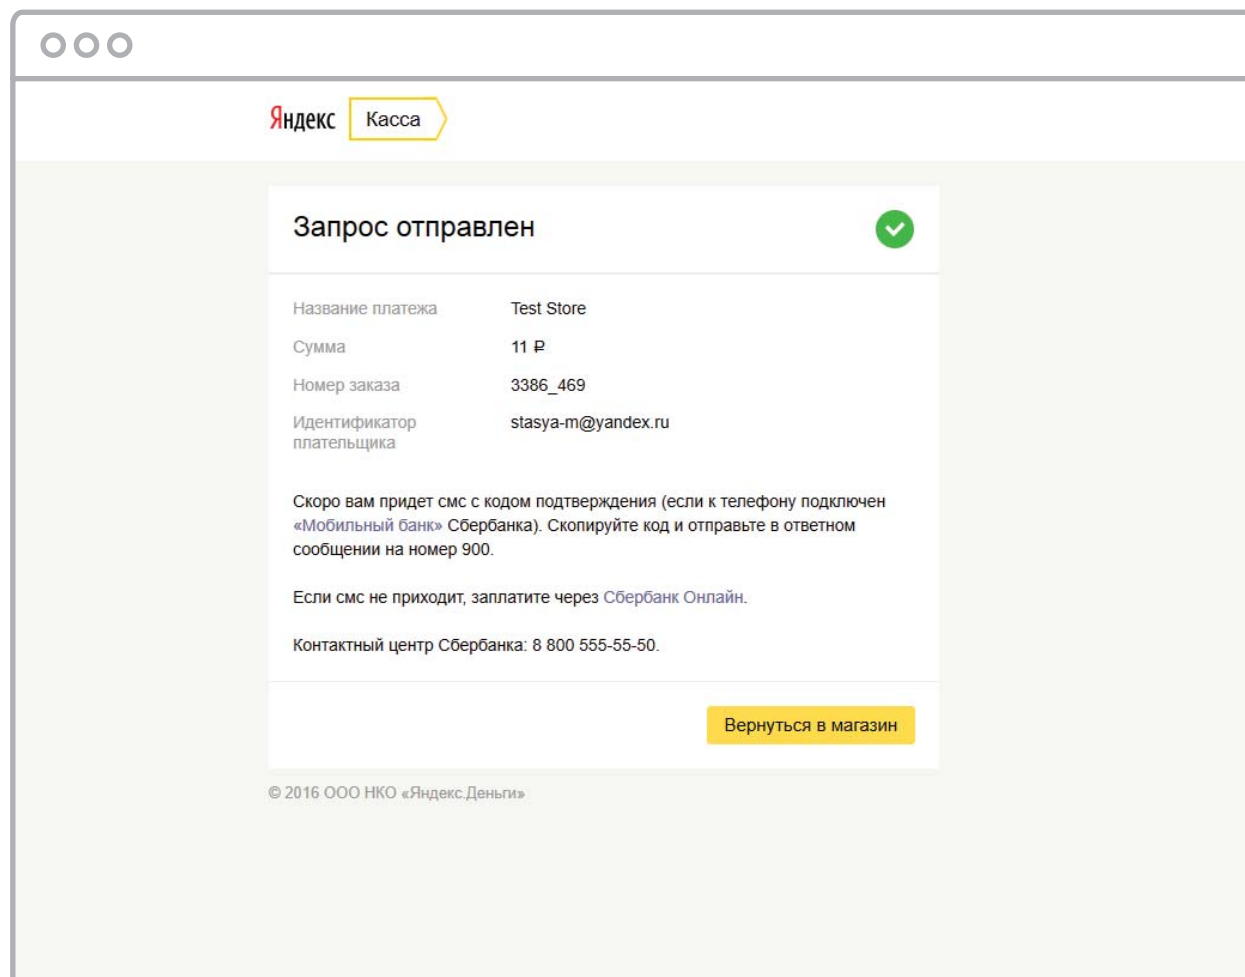 Яндекс Касса
Запрос отправлен
Название платежа Test Store
Сумма 11 ₽
Номер заказа 3386_469
Идентификатор stasya-m@yandex.ru
плательщика
Скоро вам придет смс с кодом подтверждения (если к телефону подключен
«Мобильный банк» Сбербанка). Скопируйте код и отправьте в ответном
сообщении на номер 900.
Если смс не приходит, заплатите через Сбербанк Онлайн.
Контактный центр Сбербанка: 8 800 555-55-50.
Вернуться в магазин
© 2016 ООО НКО «Яндекс.Деньги»